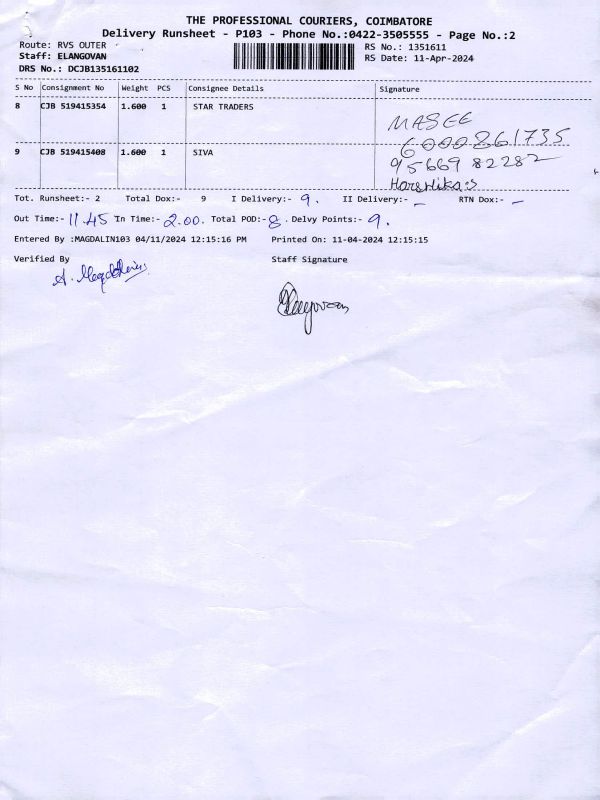 THE PROFESSIONAL COURIERS, COIMBATORE
Delivery Runsheet - P103 - Phone No.:0422-3505555 - Page No.:2
Route: RVS OUTER
RS No.: 1351611
Staff: ELANGOVAN
RS Date: 11-Apr-2024
DRS No.: DCJB135161102
S No Consignment No Weight PCS Consignee Details Signature
8 CJB 519415354 1.600 1 STAR TRADERS
MASEE
6000261735
9 CJB 519415408 1.600 1 SIVA
95669 82282
Harshika.S
Tot. Runsheet:- 2 Total Dox:- 9 I Delivery:- 9. II Delivery:- - RTN Dox:- -
Out Time:- 11.45 In Time:- 2.00. Total POD:- 8. Delvy Points:- 9.
Entered By :MAGDALIN103 04/11/2024 12:15:16 PM Printed On: 11-04-2024 12:15:15
Verified By Staff Signature
A. Magdalin
Elangovan